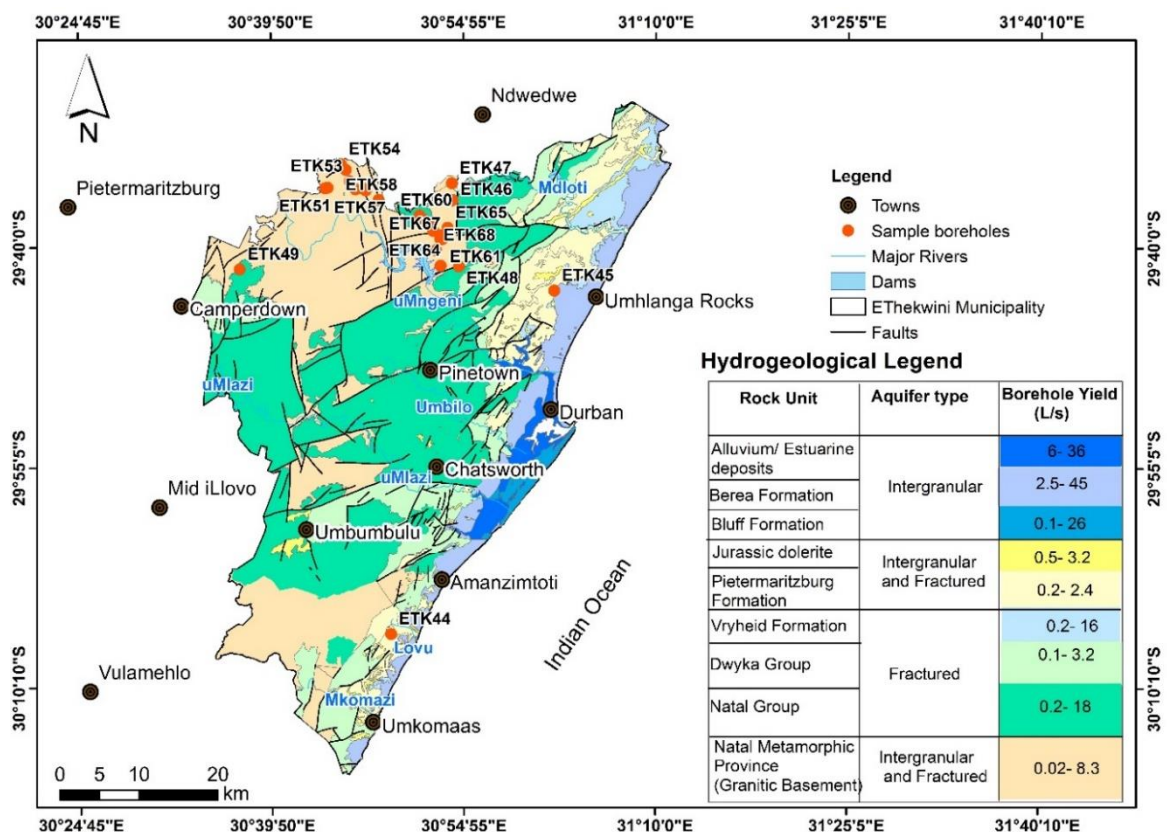 30°24'45"E 30°39'50"E 30°54'55"E 31°10'0"E 31°25'5"E 31°40'10"E
N
Ndwedwe
Pietermaritzburg
ETK54
ETK53
ETK47
ETK58
ETK46
ETK60
ETK51
ETK57
ETK65
ETK67
ETK68
ETK64
ETK61
ETK49
ETK48
ETK45
Mdloti
uMngeni
Umhlanga Rocks
Camperdown
Pinetown
uMlazi
Umbilo
Durban
Chatsworth
uMlazi
Mid iLlovo
Umbumbulu
Amanzimtoti
ETK44
Lovu
Indian Ocean
Vulamehlo
Mkomazi
Umkomaas
29°40'0"S
29°55'5"S
30°10'10"S
29°40'0"S
29°55'5"S
30°10'10"S
0 5 10 20
km
Legend
Towns
Sample boreholes
Major Rivers
Dams
EThekwini Municipality
Faults
Hydrogeological Legend
Rock Unit Aquifer type Borehole Yield
(L/s)
Alluvium/ Estuarine
deposits
6- 36
Berea Formation
Intergranular
2.5- 45
Bluff Formation
0.1- 26
Jurassic dolerite
Intergranular
and Fractured
0.5- 3.2
Pietermaritzburg
Formation
0.2- 2.4
Vryheid Formation
0.2- 16
Dwyka Group
Fractured
0.1- 3.2
Natal Group
0.2- 18
Natal Metamorphic
Province
(Granitic Basement)
Intergranular
and Fractured
0.02- 8.3
30°24'45"E 30°39'50"E 30°54'55"E 31°10'0"E 31°25'5"E 31°40'10"E